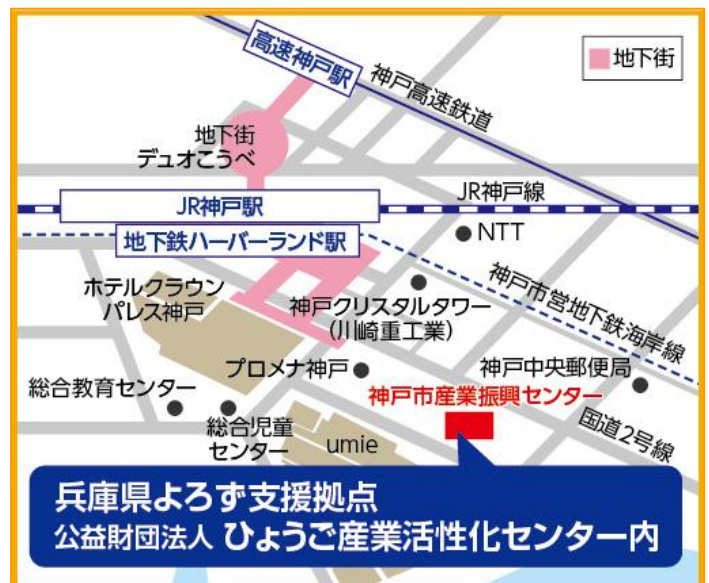 高速神戸駅
神戸高速鉄道
地下街
地下街
デュオこうべ
JR神戸線
JR神戸駅
地下鉄ハーバーランド駅
NTT
ホテルクラウン
パレス神戸
神戸クリスタルタワー
(川崎重工業)
神戸市営地下鉄海岸線
プロメナ神戸
神戸中央郵便局
総合教育センター
神戸市産業振興センター
総合児童
センター
umie
国道2号線
兵庫県よろず支援拠点
公益財団法人 ひょうご産業活性化センター内